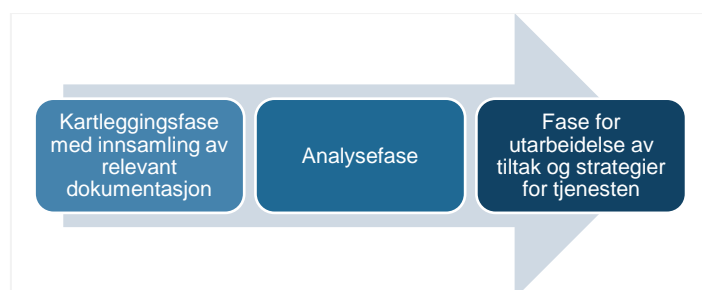 Kartleggingsfase
med innsamling av
relevant
dokumentasjon
Analysefase
Fase for
utarbeidelse av
tiltak og strategier
for tjenesten